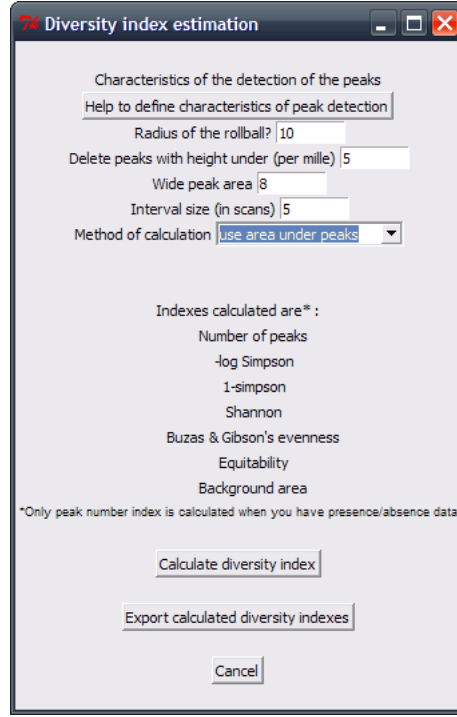 Diversity index estimation
Characteristics of the detection of the peaks
Help to define characteristics of peak detection
Radius of the rollball? 10
Delete peaks with height under (per mille) 5
Wide peak area 8
Interval size (in scans) 5
Method of calculation use area under peaks
Indexes calculated are* :
Number of peaks
-log Simpson
1-simpson
Shannon
Buzas & Gibson's evenness
Equitability
Background area
*Only peak number index is calculated when you have presence/absence data
Calculate diversity index
Export calculated diversity indexes
Cancel